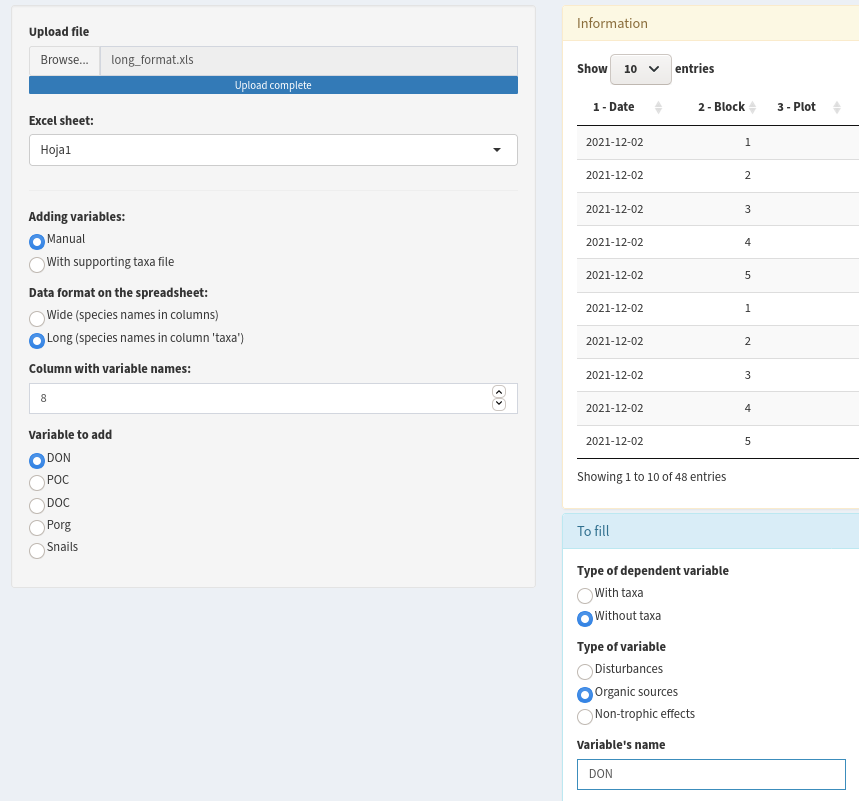 Upload file
Browse... long_format.xls
Upload complete
Excel sheet:
Hoja1
Adding variables:
Manual
With supporting taxa file
Data format on the spreadsheet:
Wide (species names in columns)
Long (species names in column 'taxa')
Column with variable names:
8
Variable to add
DON
POC
DOC
Porg
Snails
Information
Show 10 entries
1 - Date 2 - Block 3 - Plot
2021-12-02 1
2021-12-02 2
2021-12-02 3
2021-12-02 4
2021-12-02 5
2021-12-02 1
2021-12-02 2
2021-12-02 3
2021-12-02 4
2021-12-02 5
Showing 1 to 10 of 48 entries
To fill
Type of dependent variable
With taxa
Without taxa
Type of variable
Disturbances
Organic sources
Non-trophic effects
Variable's name
DON